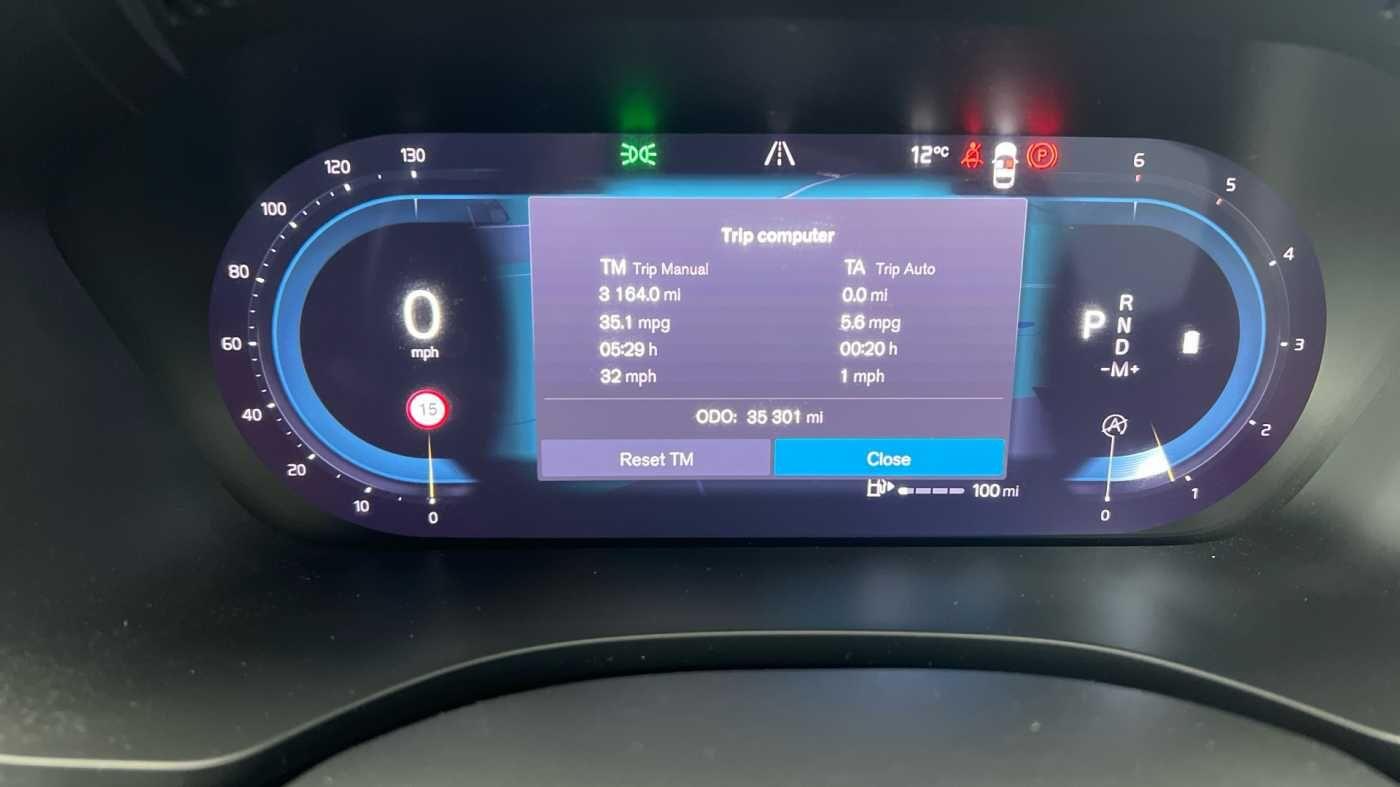 120 130
12°C
P
6
5
100
80
60
40
20
10
0
4
3
2
1
0
0
mph
15
Trip computer
TM Trip Manual TA Trip Auto
3 164.0 mi 0.0 mi
35.1 mpg 5.6 mpg
05:29 h 00:20 h
32 mph 1 mph
ODO: 35 301 mi
Reset TM Close
100 mi
R
P N
D
-M+
A